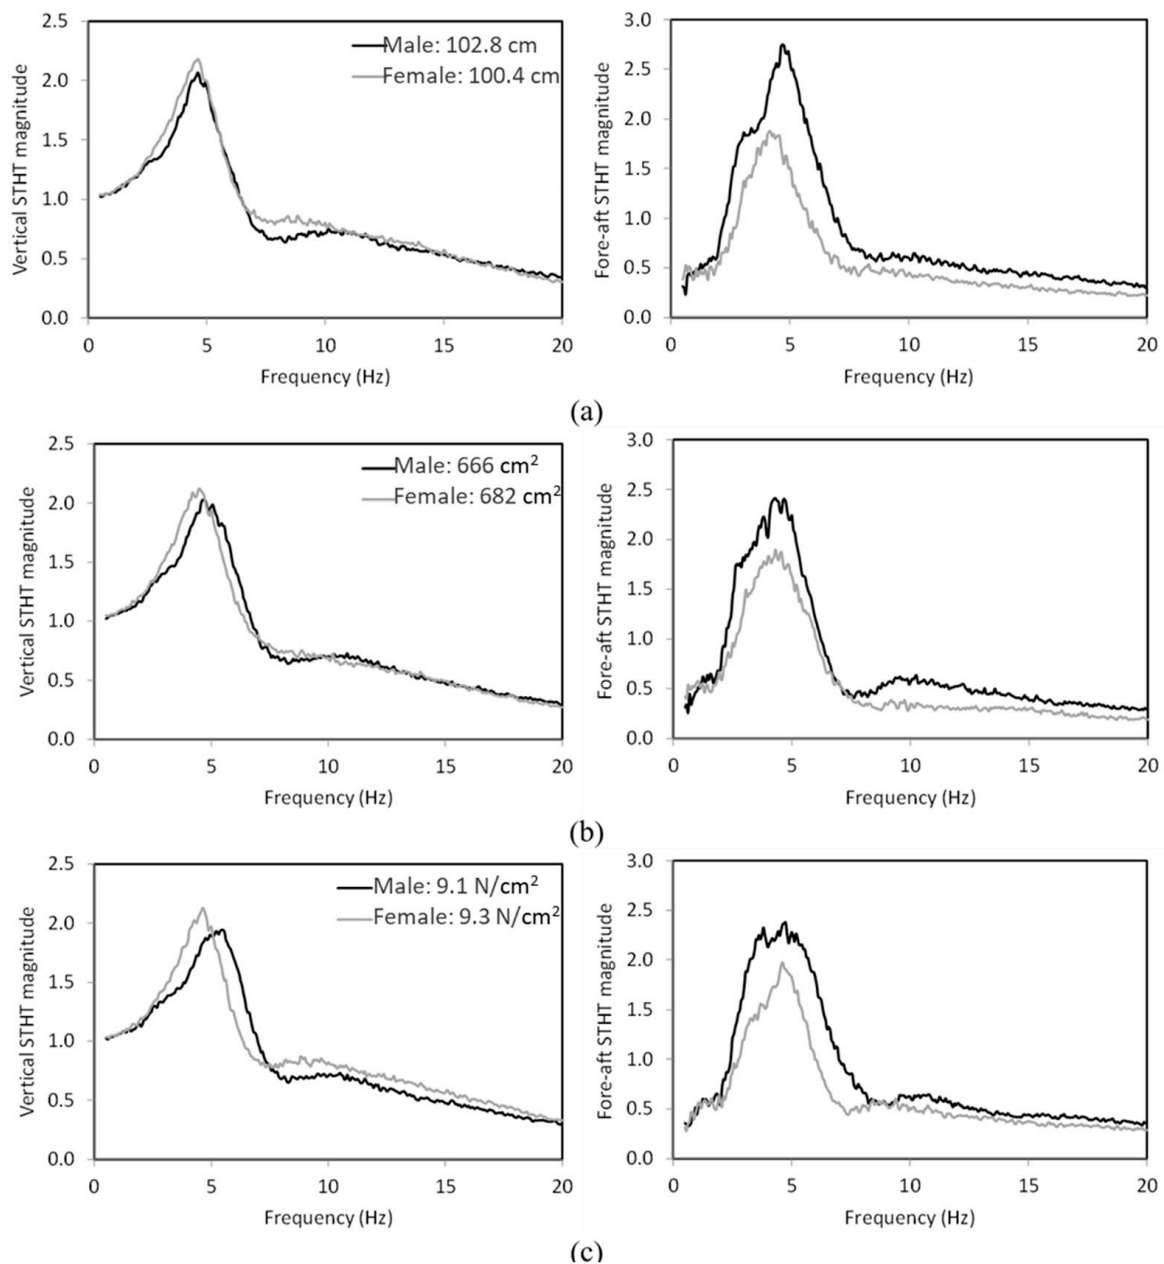 2.5
2.0
1.5
1.0
0.5
0.0
Vertical STHT magnitude
Male: 102.8 cm
Female: 100.4 cm
0 5 10 15 20
Frequency (Hz)
3.0
2.5
2.0
1.5
1.0
0.5
0.0
Fore-aft STHT magnitude
0 5 10 15 20
Frequency (Hz)
(a)
2.5
2.0
1.5
1.0
0.5
0.0
Vertical STHT magnitude
Male: 666 cm²
Female: 682 cm²
0 5 10 15 20
Frequency (Hz)
3.0
2.5
2.0
1.5
1.0
0.5
0.0
Fore-aft STHT magnitude
0 5 10 15 20
Frequency (Hz)
(b)
2.5
2.0
1.5
1.0
0.5
0.0
Vertical STHT magnitude
Male: 9.1 N/cm²
Female: 9.3 N/cm²
0 5 10 15 20
Frequency (Hz)
3.0
2.5
2.0
1.5
1.0
0.5
0.0
Fore-aft STHT magnitude
0 5 10 15 20
Frequency (Hz)
(c)